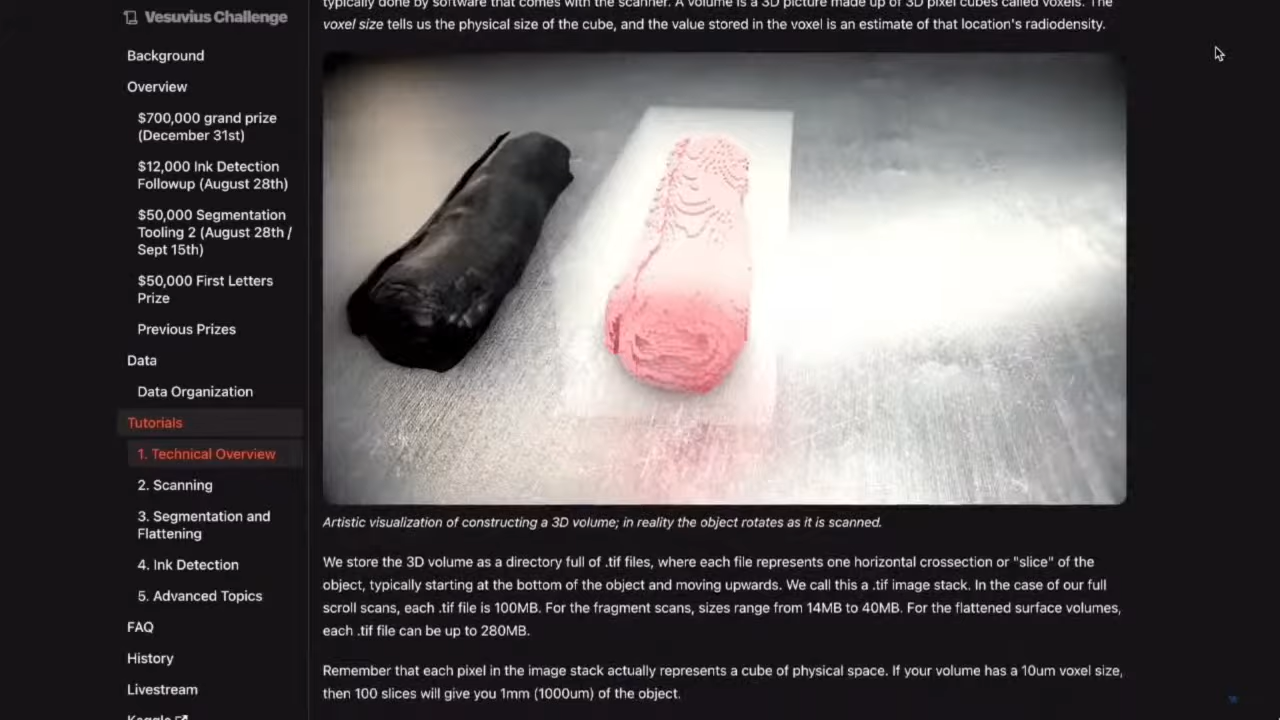 Vesuvius Challenge
Background
Overview
$700,000 grand prize
(December 31st)
$12,000 Ink Detection
Followup (August 28th)
$50,000 Segmentation
Tooling 2 (August 28th /
Sept 15th)
$50,000 First Letters
Prize
Previous Prizes
Data
Data Organization
Tutorials
1. Technical Overview
2. Scanning
3. Segmentation and
Flattening
4. Ink Detection
5. Advanced Topics
FAQ
History
Livestream
Kaggle
typically done by software that comes with the scanner. A volume is a 3D picture made up of 3D pixel cubes called voxels. The
voxel size tells us the physical size of the cube, and the value stored in the voxel is an estimate of that location's radiodensity.
Artistic visualization of constructing a 3D volume; in reality the object rotates as it is scanned.
We store the 3D volume as a directory full of .tif files, where each file represents one horizontal crossection or "slice" of the
object, typically starting at the bottom of the object and moving upwards. We call this a .tif image stack. In the case of our full
scroll scans, each .tif file is 100MB. For the fragment scans, sizes range from 14MB to 40MB. For the flattened surface volumes,
each .tif file can be up to 280MB.
Remember that each pixel in the image stack actually represents a cube of physical space. If your volume has a 10um voxel size,
then 100 slices will give you 1mm (1000um) of the object.